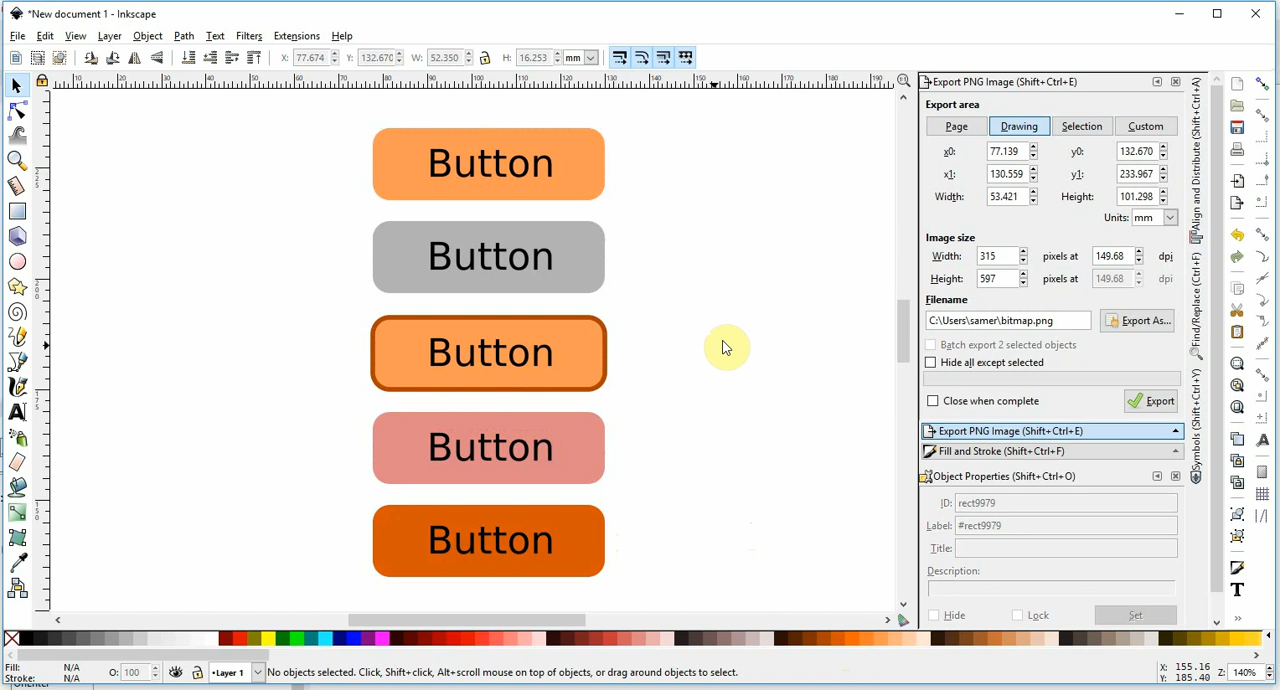 *New document 1 - Inkscape
File Edit View Layer Object Path Text Filters Extensions Help
X: 77.674 Y: 132.670 W: 52.350 H: 16.253 mm
Button
Button
Button
Button
Button
Export PNG Image (Shift+Ctrl+E)
Export area
Page Drawing Selection Custom
x0: 77.139 y0: 132.670
x1: 130.559 y1: 233.967
Width: 53.421 Height: 101.298
Units: mm
Image size
Width: 315 pixels at 149.68 dpi
Height: 597 pixels at 149.68 dpi
Filename
C:\Users\samer\bitmap.png Export As...
Batch export 2 selected objects
Hide all except selected
Close when complete Export
Export PNG Image (Shift+Ctrl+E)
Fill and Stroke (Shift+Ctrl+F)
Object Properties (Shift+Ctrl+O)
ID: rect9979
Label: #rect9979
Title:
Description:
Hide Lock Set
Align and Distribute (Shift+Ctrl+A)
Find/Replace (Ctrl+F)
Symbols (Shift+Ctrl+Y)
Fill: N/A
Stroke: N/A
O: 100 •Layer 1 No objects selected. Click, Shift+click, Alt+scroll mouse on top of objects, or drag around objects to select.
X: 155.16
Y: 185.40
Z: 140%